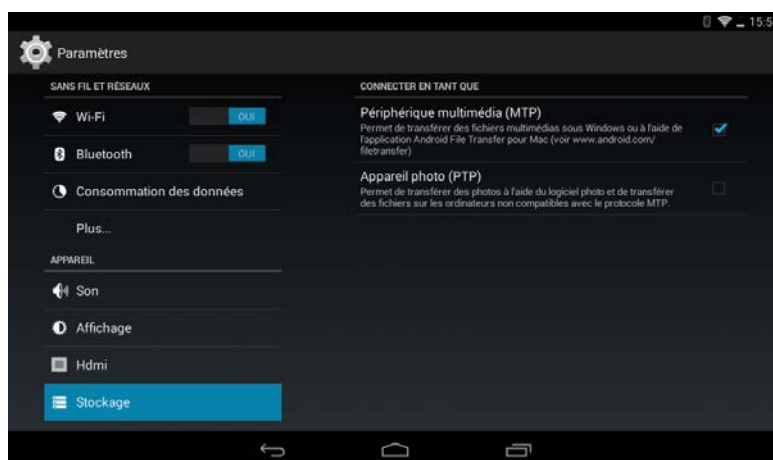 15:5
Paramètres
SANS FIL ET RÉSEAUX
Wi-Fi
OUI
Bluetooth
OUI
Consommation des données
Plus...
APPAREIL
Son
Affichage
Hdmi
Stockage
CONNECTER EN TANT QUE
Périphérique multimédia (MTP)
Permet de transférer des fichiers multimédias sous Windows ou à l'aide de
l'application Android File Transfer pour Mac (voir www.android.com/
filetransfer)
Appareil photo (PTP)
Permet de transférer des photos à l'aide du logiciel photo et de transférer
des fichiers sur les ordinateurs non compatibles avec le protocole MTP.